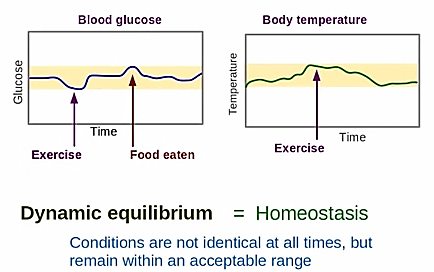 Blood glucose
Body temperature
Glucose
Temperature
Time
Time
Exercise
Food eaten
Exercise
Dynamic equilibrium = Homeostasis
Conditions are not identical at all times, but
remain within an acceptable range